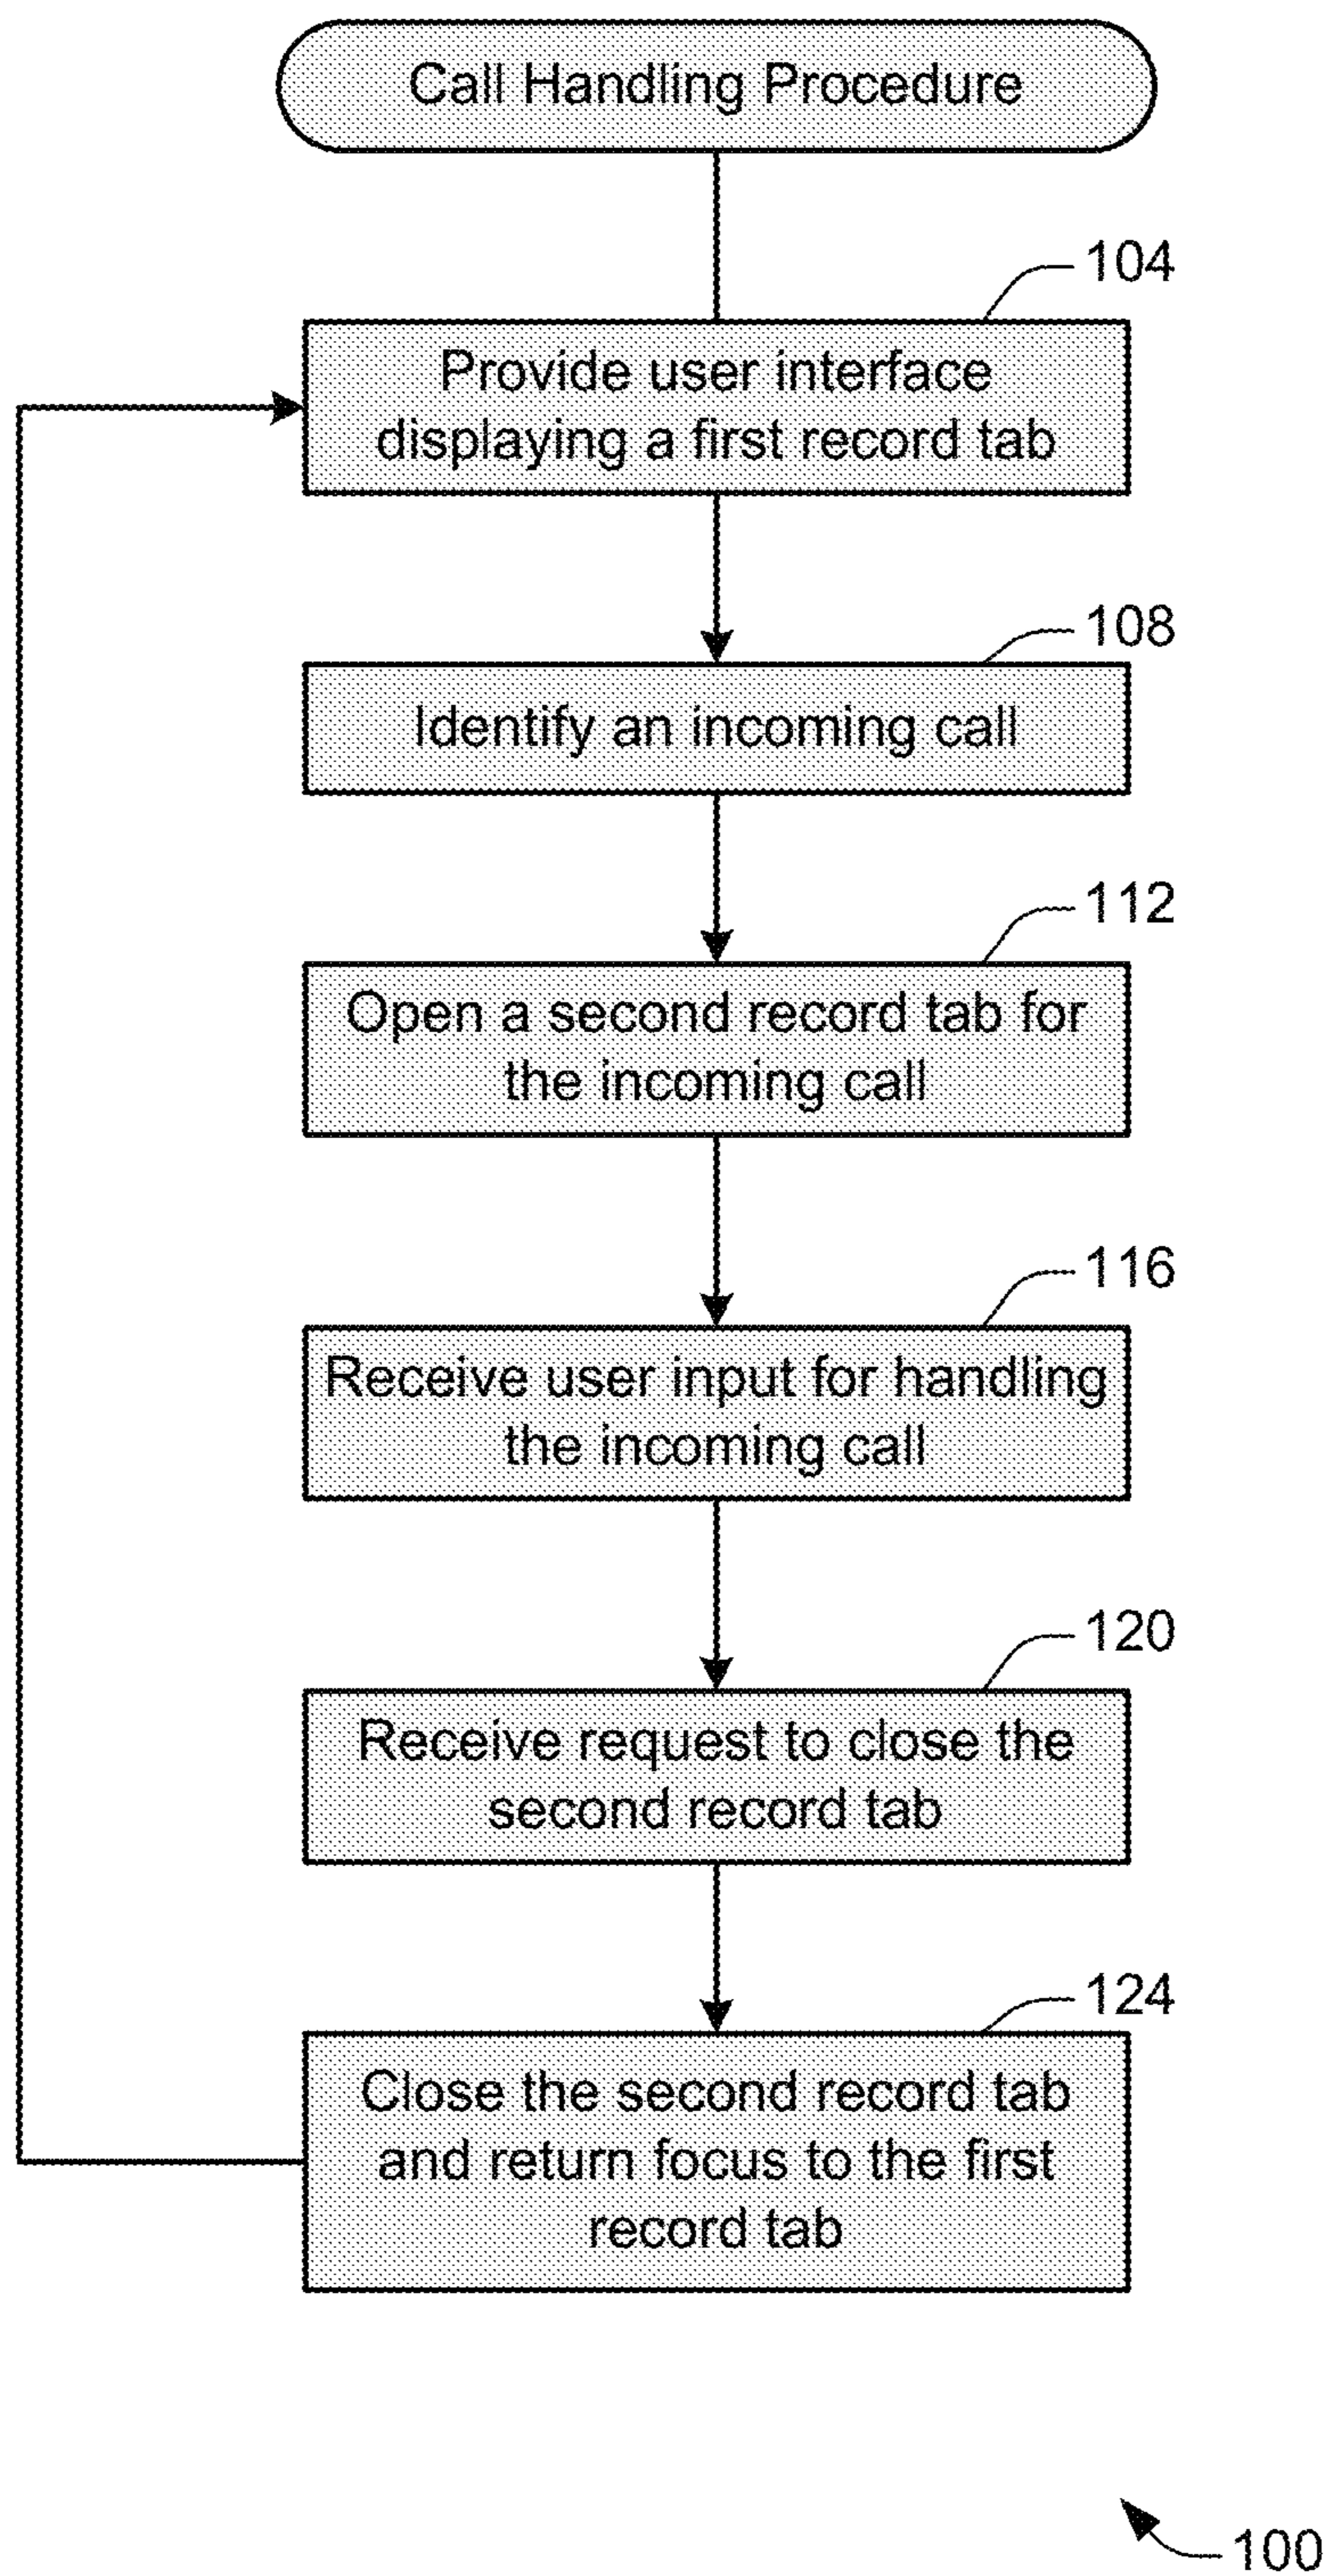 Call Handling Procedure
104
Provide user interface
displaying a first record tab
108
Identify an incoming call
112
Open a second record tab for
the incoming call
116
Receive user input for handling
the incoming call
120
Receive request to close the
second record tab
124
Close the second record tab
and return focus to the first
record tab
100